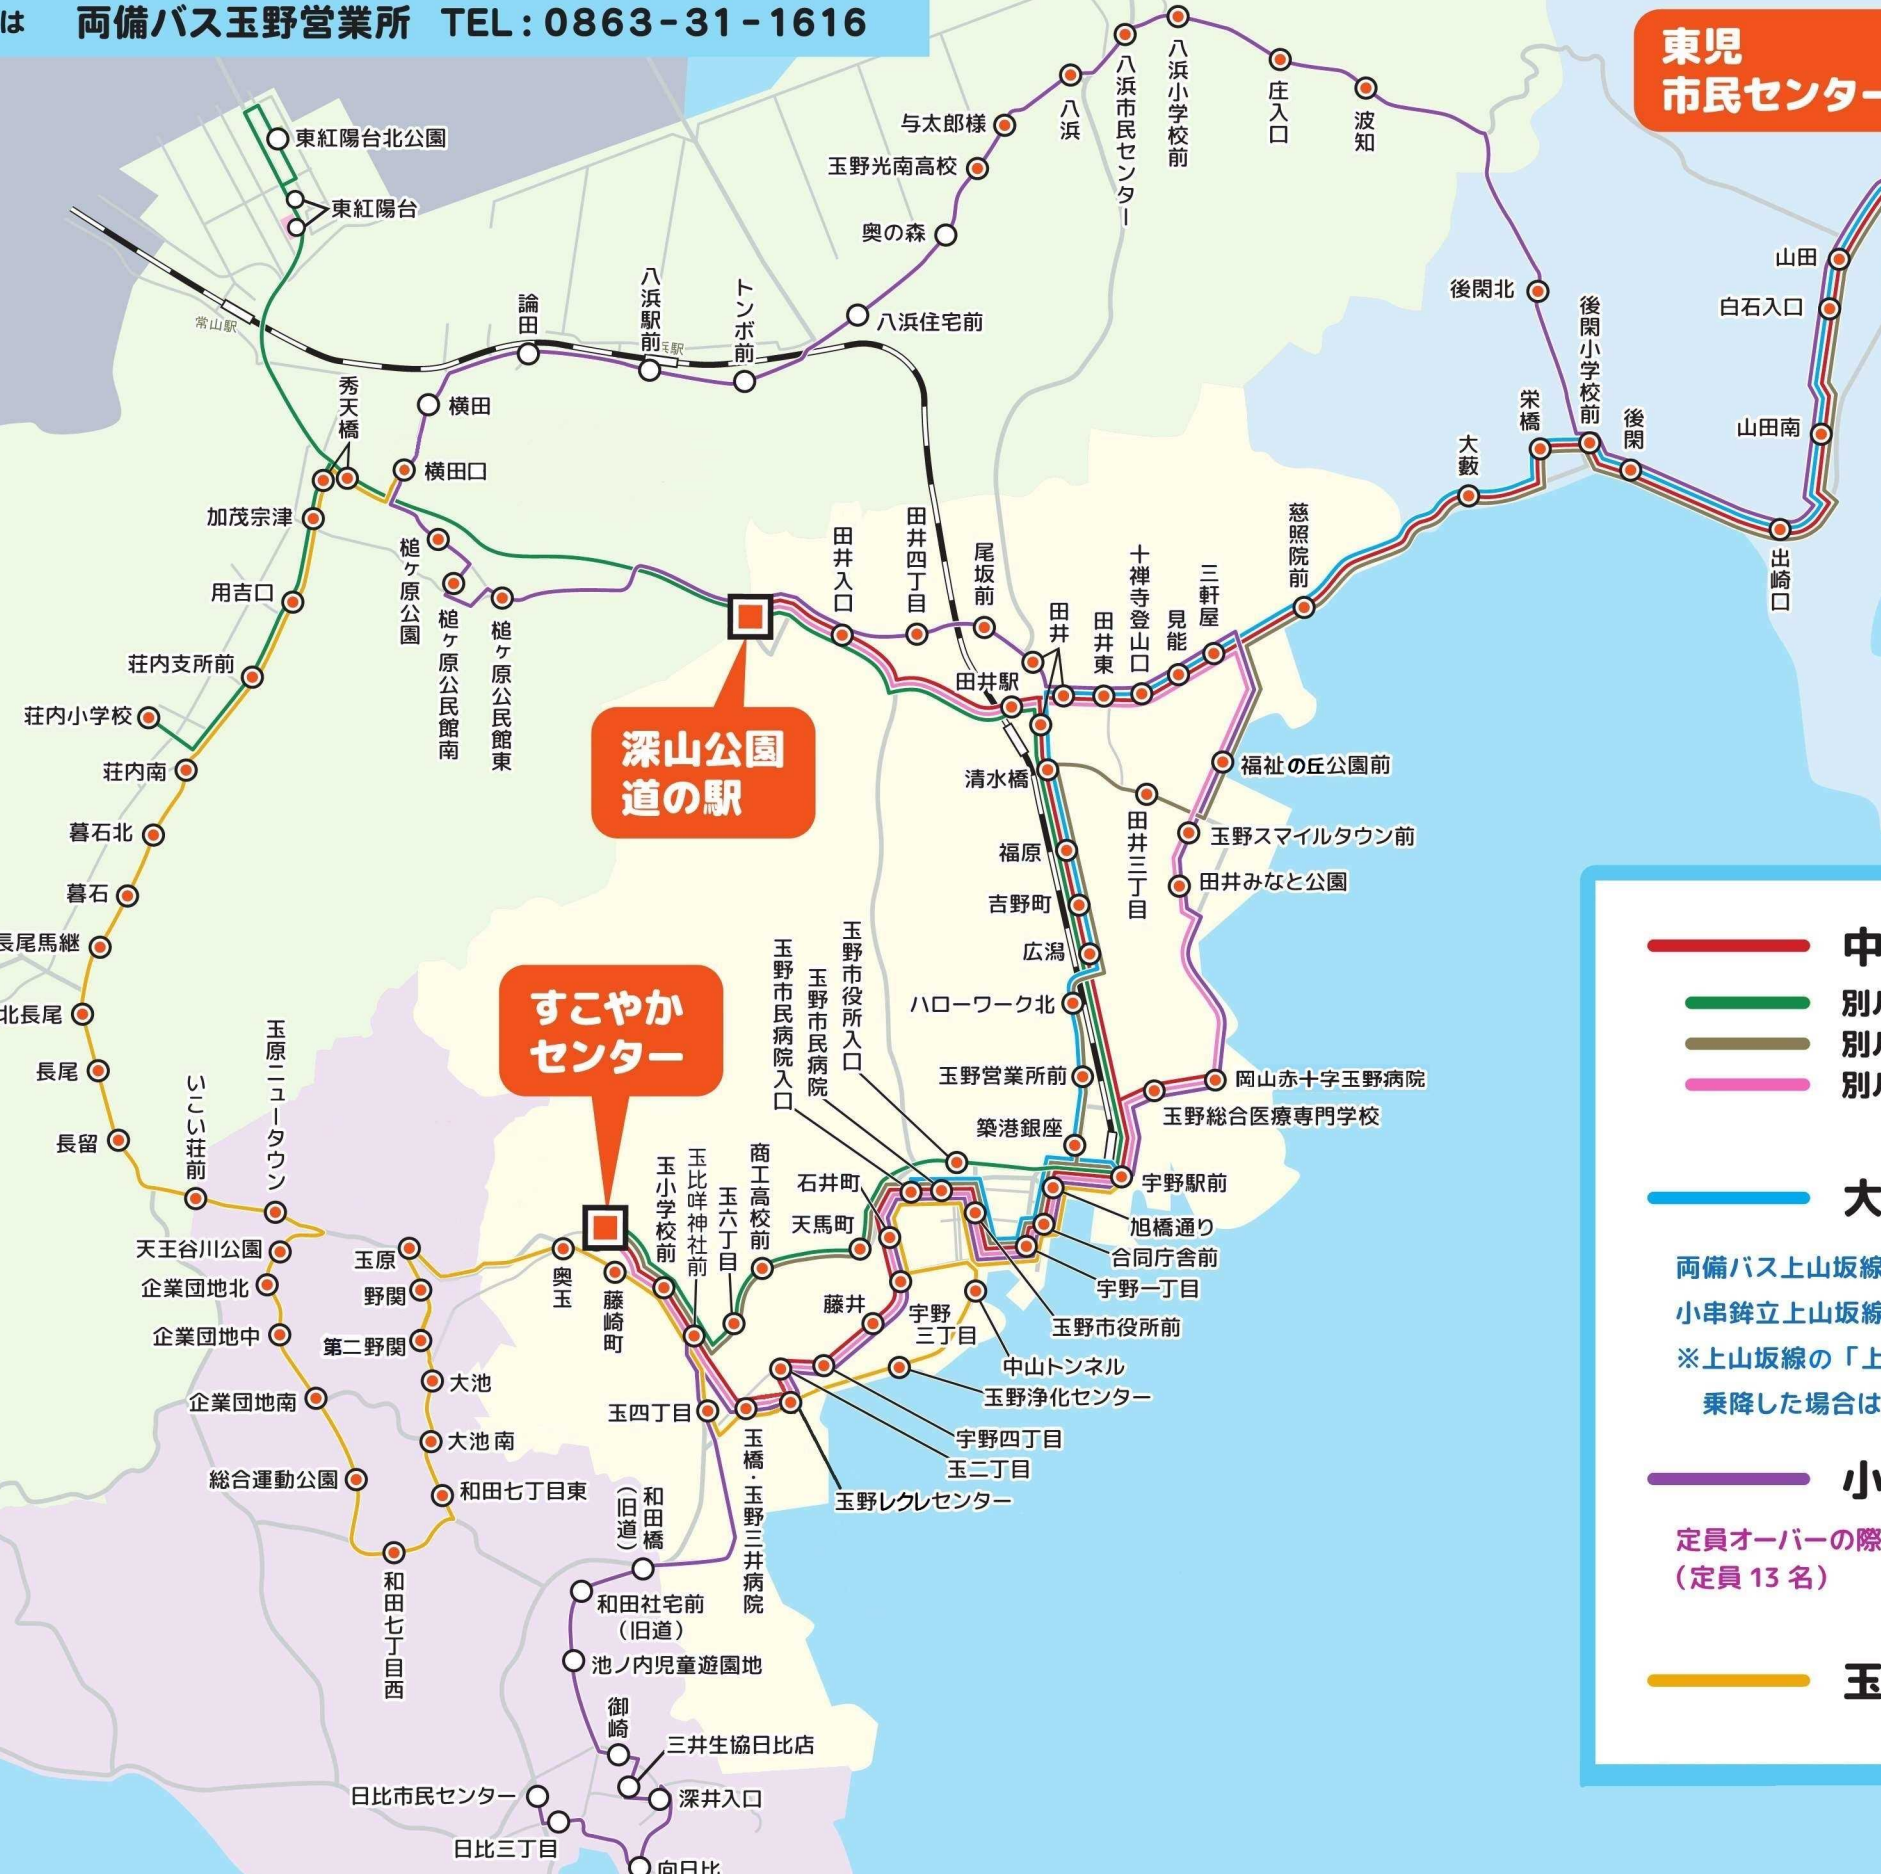 は 両備バス玉野営業所 TEL:0863-31-1616
東児
市民センター
東紅陽台北公園
東紅陽台
常山駅
八浜
八浜市民センター
八浜小学校前
庄入口
波知
与太郎様
玉野光南高校
奥の森
八浜住宅前
トンボ前
八浜駅前
浜駅
論田
横田
横田口
秀天橋
加茂宗津
用吉口
荘内支所前
荘内小学校
荘内南
暮石北
暮石
長尾馬継
北長尾
長尾
長留
いこい荘前
玉原ニュータウン
天王谷川公園
企業団地北
企業団地中
企業団地南
総合運動公園
和田七丁目西
和田七丁目東
大池南
大池
第二野関
野関
玉原
奥玉
藤崎町
槌ヶ原公園
槌ヶ原公民館南
槌ヶ原公民館東
深山公園
道の駅
田井入口
田井四丁目
尾坂前
田井
田井駅
田井東
十禅寺登山口
見能
三軒屋
慈照院前
大藪
栄橋
後閑小学校前
後閑
後閑北
出崎口
山田南
白石入口
山田
清水橋
田井三丁目
福祉の丘公園前
玉野スマイルタウン前
田井みなと公園
福原
吉野町
広潟
ハローワーク北
玉野営業所前
築港銀座
岡山赤十字玉野病院
玉野総合医療専門学校
宇野駅前
旭橋通り
合同庁舎前
宇野一丁目
玉野市役所前
中山トンネル
玉野浄化センター
宇野四丁目
玉二丁目
玉野レクレセンター
玉野市民病院入口
玉野市民病院
玉野市役所入口
石井町
天馬町
藤井
宇野
三丁目
すこやか
センター
玉小学校前
玉比咩神社前
玉六丁目
商工高校前
玉四丁目
玉橋・玉野三井病院
和田橋
（旧道）
和田社宅前
（旧道）
池ノ内児童遊園地
御崎
三井生協日比店
深井入口
日比市民センター
日比三丁目
向日比
中
別ル
別ル
別ル
大
両備バス上山坂線
小串鉾立上山坂線
※上山坂線の「上
乗降した場合は
小
定員オーバーの際
（定員 13 名）
玉